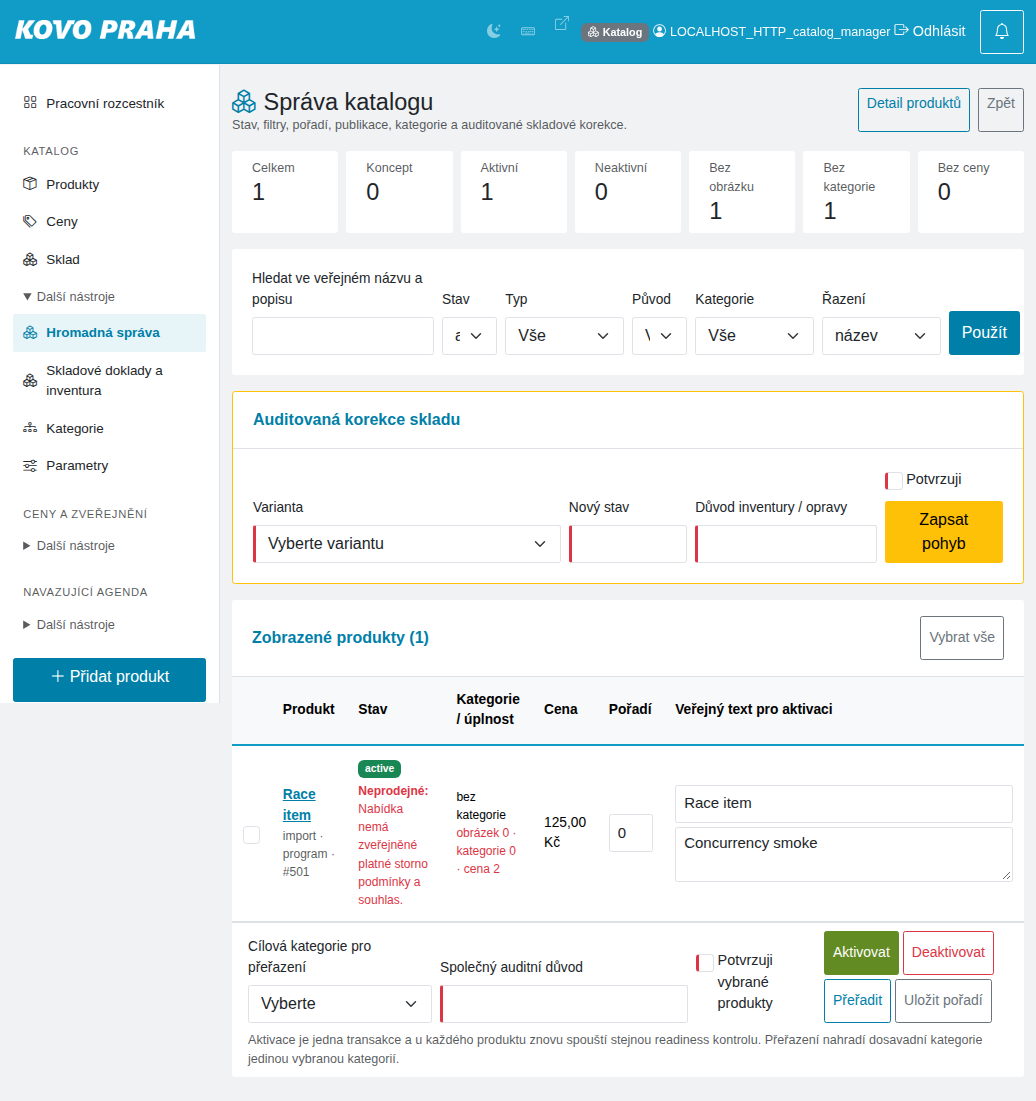 KOVO PRAHA
Katalog
LOCALHOST_HTTP_catalog_manager
Odhlásit
Pracovní rozcestník
KATALOG
Produkty
Ceny
Sklad
Další nástroje
Hromadná správa
Skladové doklady a
inventura
Kategorie
Parametry
CENY A ZVEŘEJNĚNÍ
Další nástroje
NAVAZUJÍCÍ AGENDA
Další nástroje
Přidat produkt
Správa katalogu
Stav, filtry, pořadí, publikace, kategorie a auditované skladové korekce.
Detail produktů
Zpět
Celkem
1
Koncept
0
Aktivní
1
Neaktivní
0
Bez
obrázku
1
Bez
kategorie
1
Bez ceny
0
Hledat ve veřejném názvu a
popisu
Stav
Typ
Vše
Původ
Kategorie
Vše
Řazení
název
Použít
Auditovaná korekce skladu
Varianta
Vyberte variantu
Nový stav
Důvod inventury / opravy
Potvrzuji
Zapsat
pohyb
Zobrazené produkty (1)
Vybrat vše
Produkt
Stav
Kategorie
/ úplnost
Cena
Pořadí
Veřejný text pro aktivaci
Race
item
import ·
program ·
#501
active
Neprodejné:
Nabídka
nemá
zveřejněné
platné storno
podmínky a
souhlas.
bez
kategorie
obrázek 0 ·
kategorie 0
· cena 2
125,00
Kč
0
Race item
Concurrency smoke
Cílová kategorie pro
přeřazení
Vyberte
Společný auditní důvod
Potvrzuji
vybrané
produkty
Aktivovat
Deaktivovat
Přeřadit
Uložit pořadí
Aktivace je jedna transakce a u každého produktu znovu spouští stejnou readiness kontrolu. Přeřazení nahradí dosavadní kategorie
jedinou vybranou kategorií.